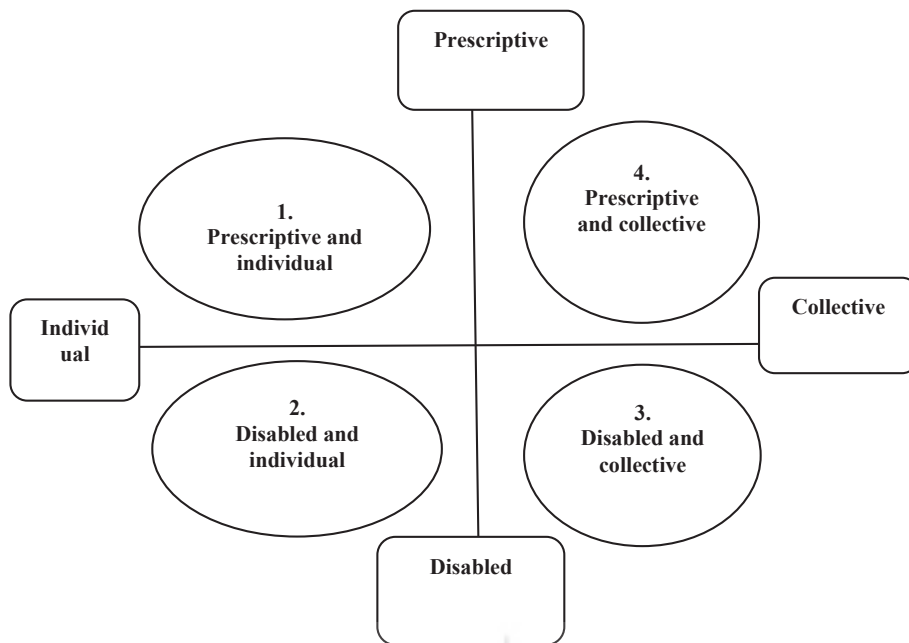 Prescriptive
4.
Prescriptive
and collective
1.
Prescriptive and
individual
Individ
ual
Collective
2.
Disabled and
individual
3.
Disabled and
collective
Disabled